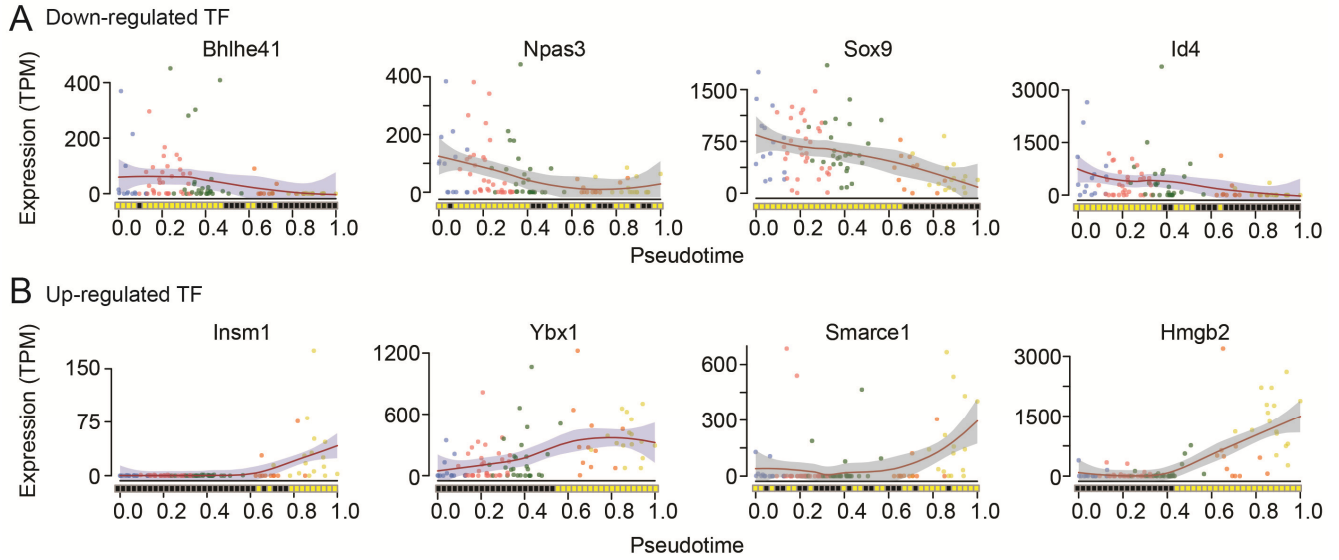 A Down-regulated TF
Bhlhe41 Npas3 Sox9 Id4
Expression (TPM)
400 200 0
400 200 0
1500 750 0
3000 1500 0
0.0 0.2 0.4 0.6 0.8 1.0 0.0 0.2 0.4 0.6 0.8 1.0 0.0 0.2 0.4 0.6 0.8 1.0 0.0 0.2 0.4 0.6 0.8 1.0
Pseudotime
B Up-regulated TF
Insm1 Ybx1 Smarce1 Hmgb2
Expression (TPM)
150 75 0
1200 600 0
600 300 0
3000 1500 0
0.0 0.2 0.4 0.6 0.8 1.0 0.0 0.2 0.4 0.6 0.8 1.0 0.0 0.2 0.4 0.6 0.8 1.0 0.0 0.2 0.4 0.6 0.8 1.0
Pseudotime